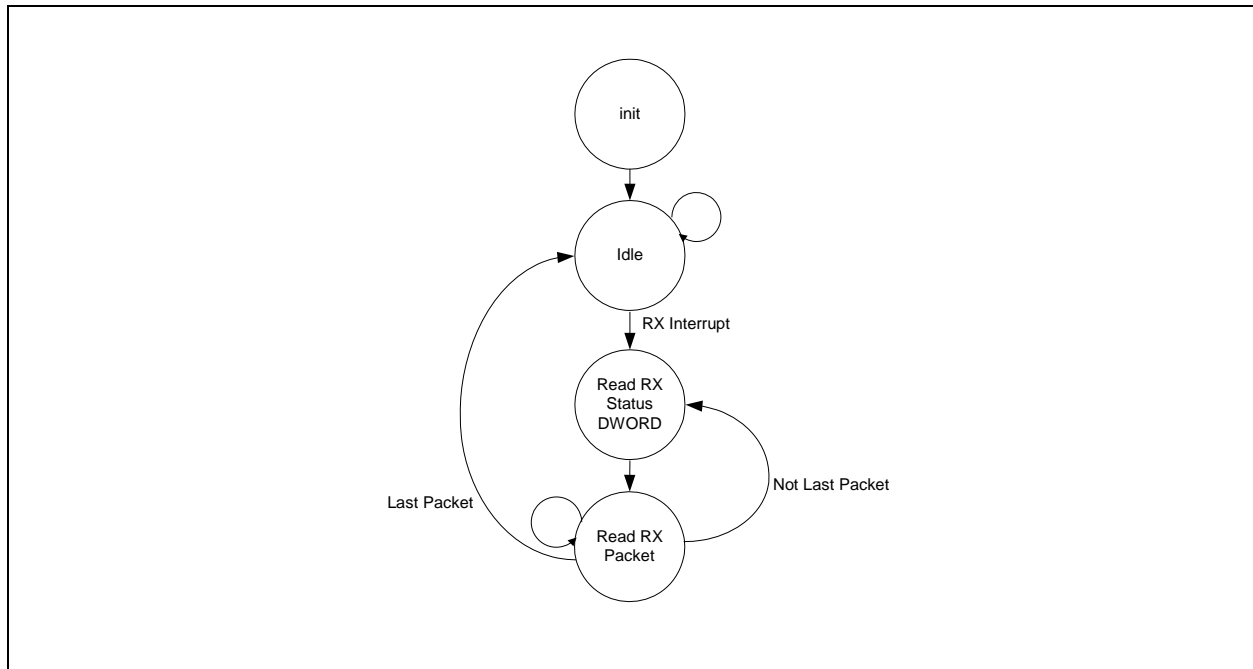 init
Idle
RX Interrupt
Read RX
Status
DWORD
Not Last Packet
Last Packet
Read RX
Packet